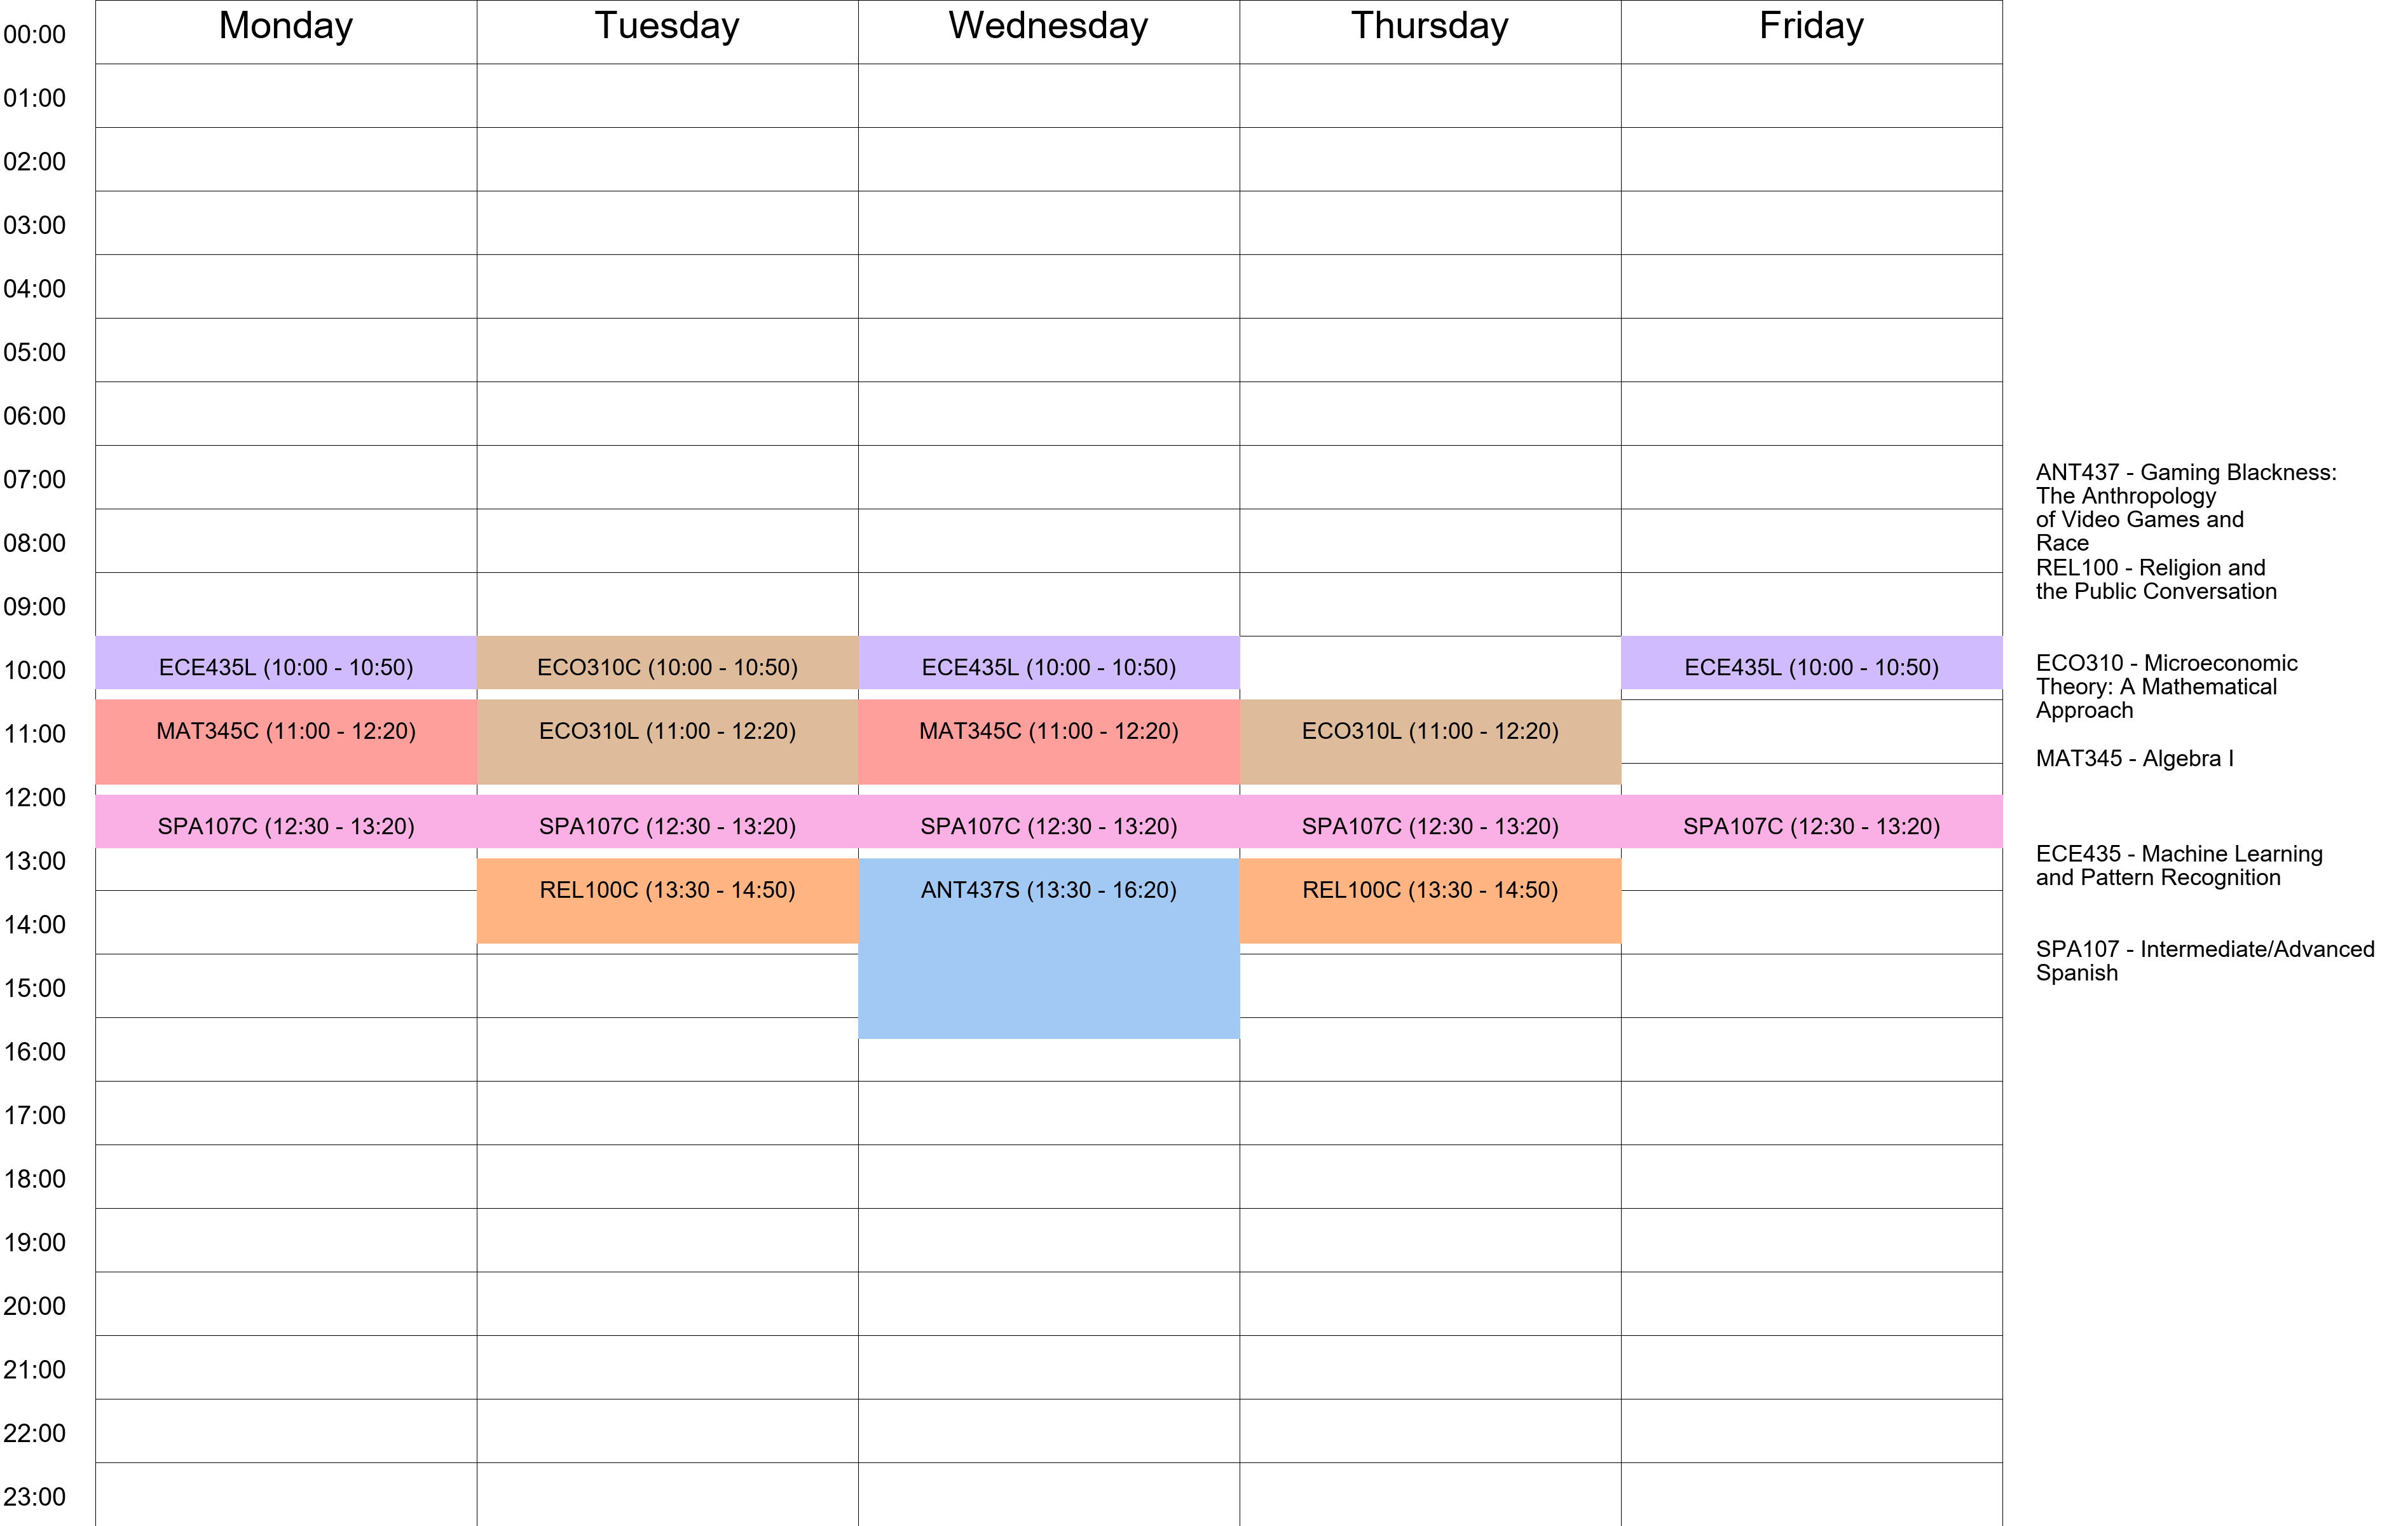 Monday Tuesday Wednesday Thursday Friday
00:00
01:00
02:00
03:00
04:00
05:00
06:00
07:00
08:00
09:00
10:00 ECE435L (10:00 - 10:50) ECO310C (10:00 - 10:50) ECE435L (10:00 - 10:50) ECE435L (10:00 - 10:50)
11:00 MAT345C (11:00 - 12:20) ECO310L (11:00 - 12:20) MAT345C (11:00 - 12:20) ECO310L (11:00 - 12:20)
12:00
SPA107C (12:30 - 13:20) SPA107C (12:30 - 13:20) SPA107C (12:30 - 13:20) SPA107C (12:30 - 13:20) SPA107C (12:30 - 13:20)
13:00
REL100C (13:30 - 14:50) ANT437S (13:30 - 16:20) REL100C (13:30 - 14:50)
14:00
15:00
16:00
17:00
18:00
19:00
20:00
21:00
22:00
23:00
ANT437 - Gaming Blackness:
The Anthropology
of Video Games and
Race
REL100 - Religion and
the Public Conversation
ECO310 - Microeconomic
Theory: A Mathematical
Approach
MAT345 - Algebra I
ECE435 - Machine Learning
and Pattern Recognition
SPA107 - Intermediate/Advanced
Spanish